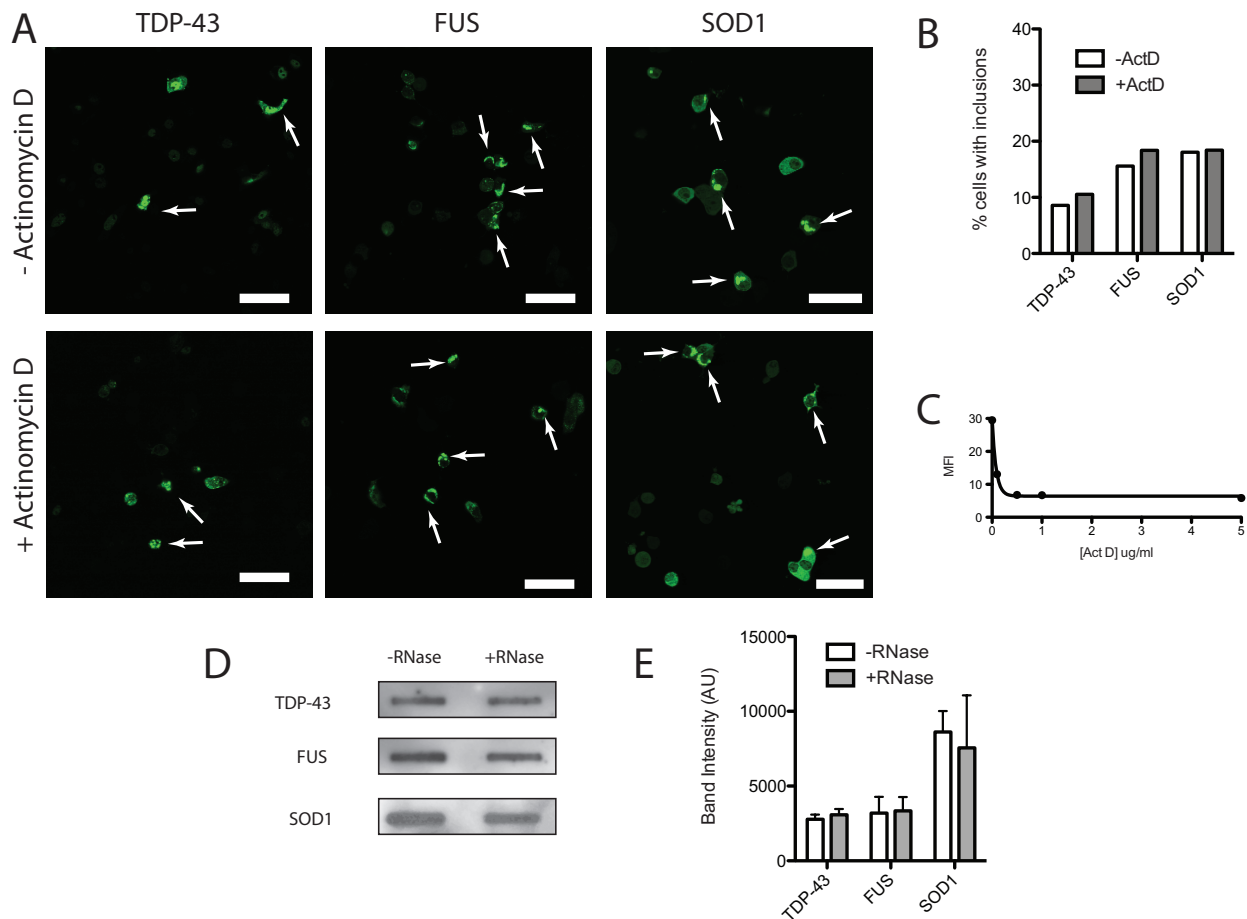 A
TDP-43
FUS
SOD1
- Actinomycin D
+ Actinomycin D
B
% cells with inclusions
40
30
20
10
0
-ActD
+ActD
TDP-43
FUS
SOD1
C
MFI
30
20
10
0
0
1
2
3
4
5
[Act D] ug/ml
D
-RNase
+RNase
TDP-43
FUS
SOD1
E
Band Intensity (AU)
15000
10000
5000
0
-RNase
+RNase
TDP-43
FUS
SOD1